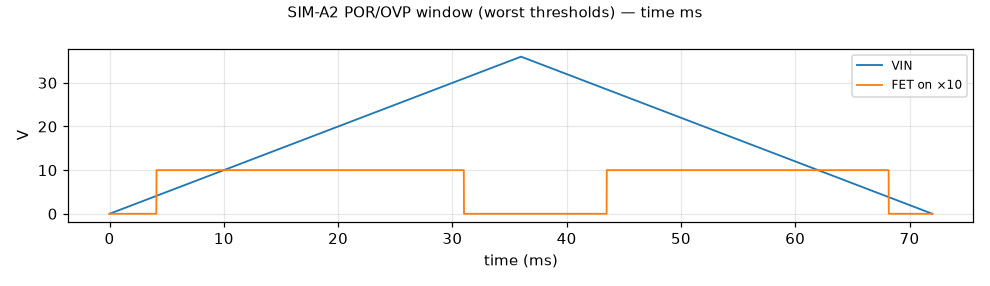 SIM-A2 POR/OVP window (worst thresholds) — time ms
VIN
FET on ×10
V
30
20
10
0
0 10 20 30 40 50 60 70
time (ms)